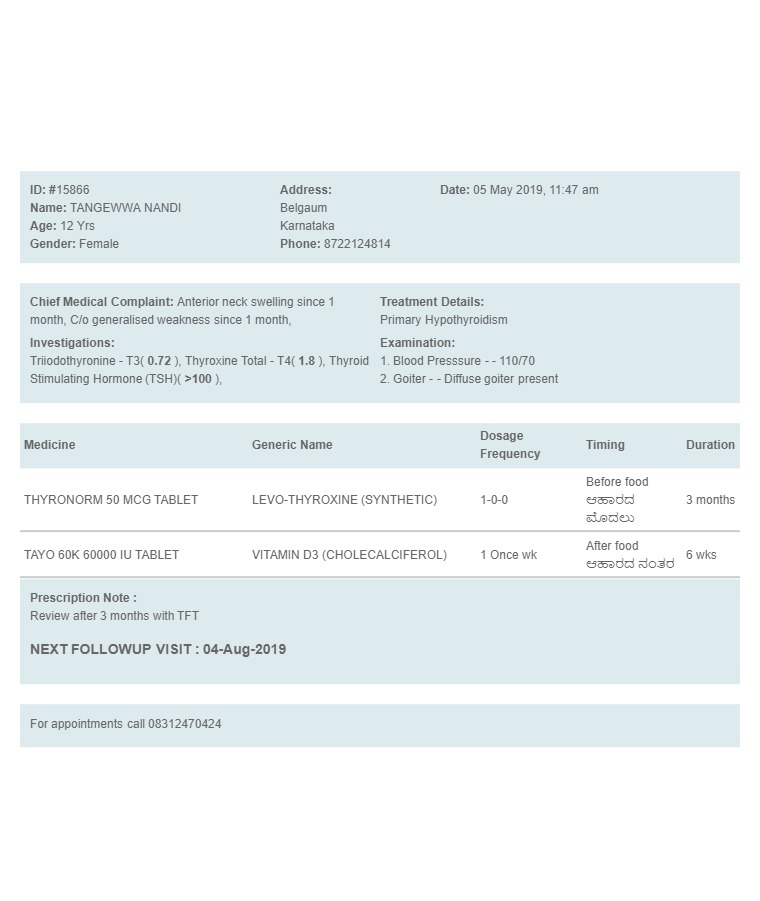 ID: #15866
Name: TANGEWWA NANDI
Age: 12 Yrs
Gender: Female
Address:
Belgaum
Karnataka
Phone: 8722124814
Date: 05 May 2019, 11:47 am
Chief Medical Complaint: Anterior neck swelling since 1
month, C/o generalised weakness since 1 month,
Investigations:
Triiodothyronine - T3( 0.72 ), Thyroxine Total - T4( 1.8 ), Thyroid
Stimulating Hormone (TSH)( >100 ),
Treatment Details:
Primary Hypothyroidism
Examination:
1. Blood Presssure - - 110/70
2. Goiter - - Diffuse goiter present
Medicine Generic Name Dosage Frequency Timing Duration
THYRONORM 50 MCG TABLET LEVO-THYROXINE (SYNTHETIC) 1-0-0 Before food ಆಹಾರದ ಮೊದಲು 3 months
TAYO 60K 60000 IU TABLET VITAMIN D3 (CHOLECALCIFEROL) 1 Once wk After food ಆಹಾರದ ನಂತರ 6 wks
Prescription Note :
Review after 3 months with TFT
NEXT FOLLOWUP VISIT : 04-Aug-2019
For appointments call 08312470424